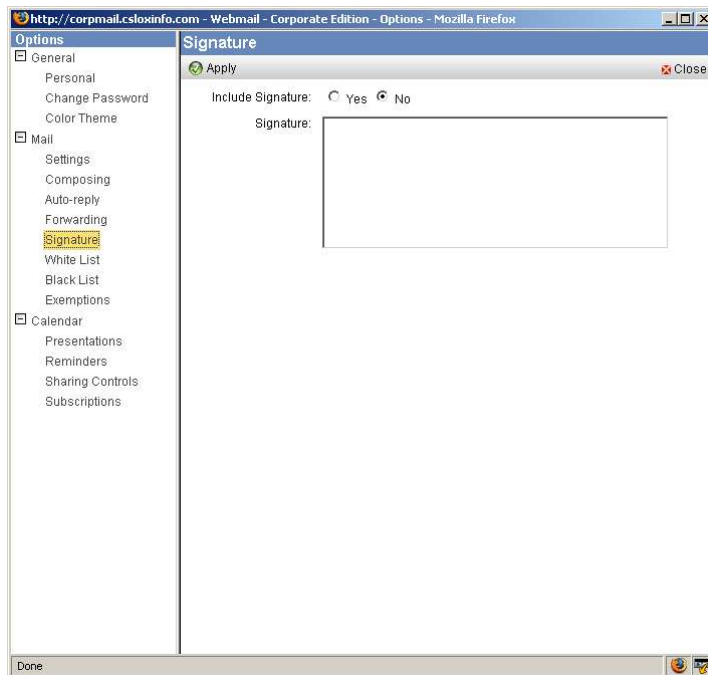 http://corpmail.csloxinfo.com - Webmail - Corporate Edition - Options - Mozilla Firefox
Options
General
Personal
Change Password
Color Theme
Mail
Settings
Composing
Auto-reply
Forwarding
Signature
White List
Black List
Exemptions
Calendar
Presentations
Reminders
Sharing Controls
Subscriptions
Signature
Apply
Close
Include Signature: Yes No
Signature:
Done